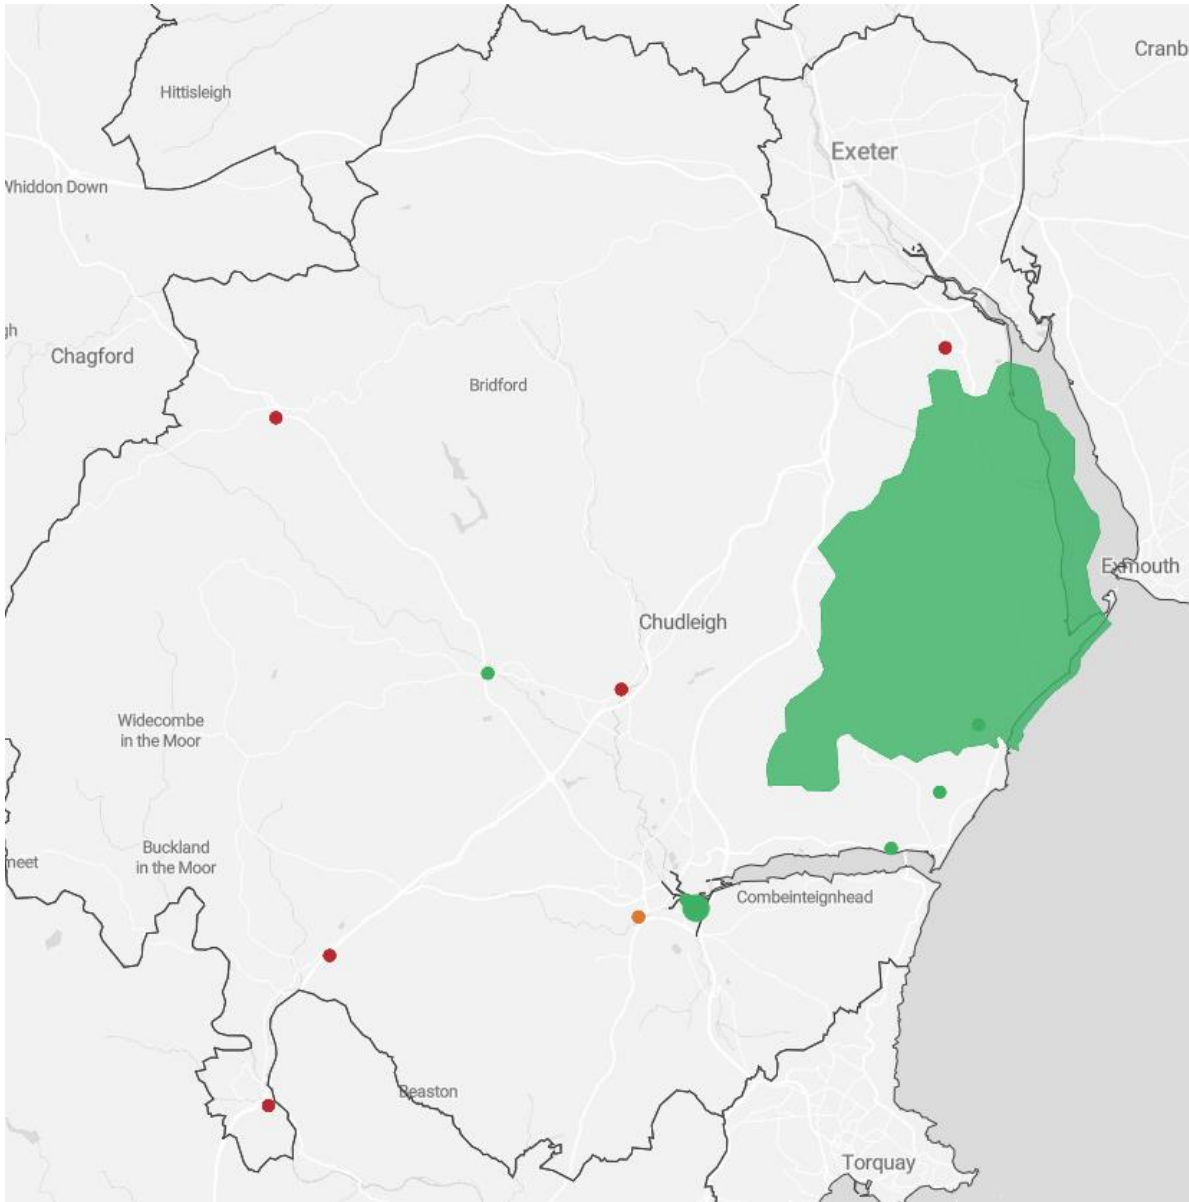 Cranb
Hittisleigh
Exeter
Whiddon Down
gh
Chagford
Bridford
Exmouth
Chudleigh
Widecombe
in the Moor
Buckland
in the Moor
meet
Combeinteignhead
Beaston
Torquay